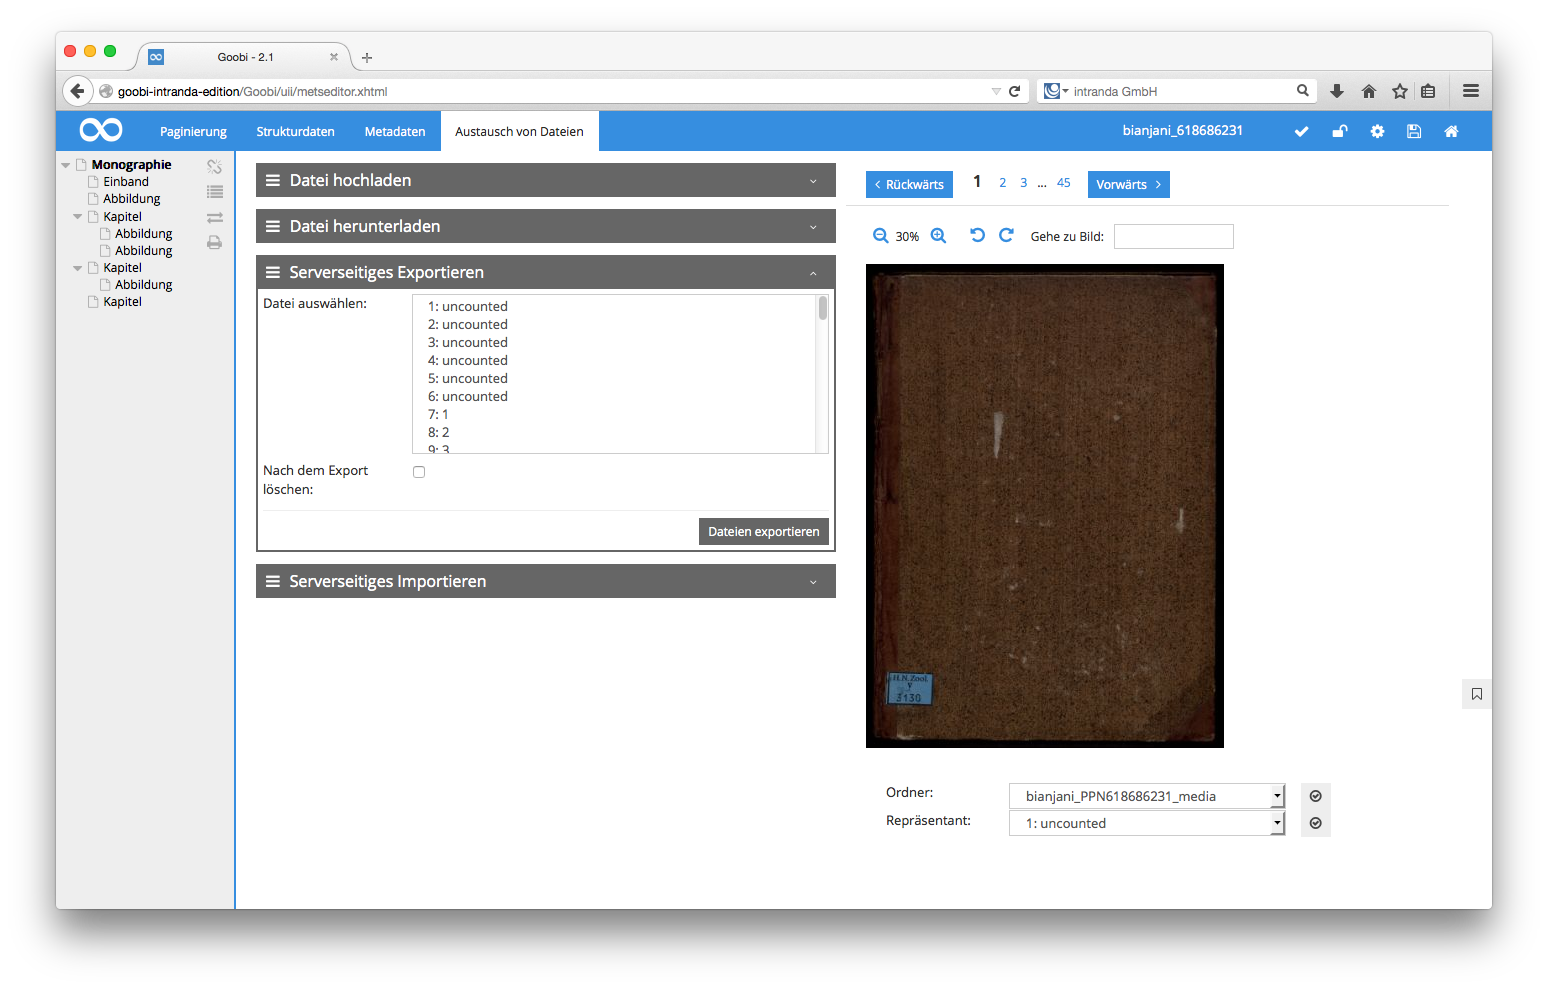 Goobi - 2.1
goobi-intranda-edition/Goobi/uii/metseditor.xhtml
intranda GmbH
Paginierung
Strukturdaten
Metadaten
Austausch von Dateien
bianjani_618686231
Monographie
Einband
Abbildung
Kapitel
Abbildung
Abbildung
Kapitel
Abbildung
Kapitel
Datei hochladen
Datei herunterladen
Serverseitiges Exportieren
Datei auswählen:
1: uncounted
2: uncounted
3: uncounted
4: uncounted
5: uncounted
6: uncounted
7: 1
8: 2
9: 3
Nach dem Export
löschen:
Dateien exportieren
Serverseitiges Importieren
Rückwärts
1 2 3 ... 45
Vorwärts
30%
Gehe zu Bild:
H.N. Zool.
V
3130
Ordner:
bianjani_PPN618686231_media
Repräsentant:
1: uncounted